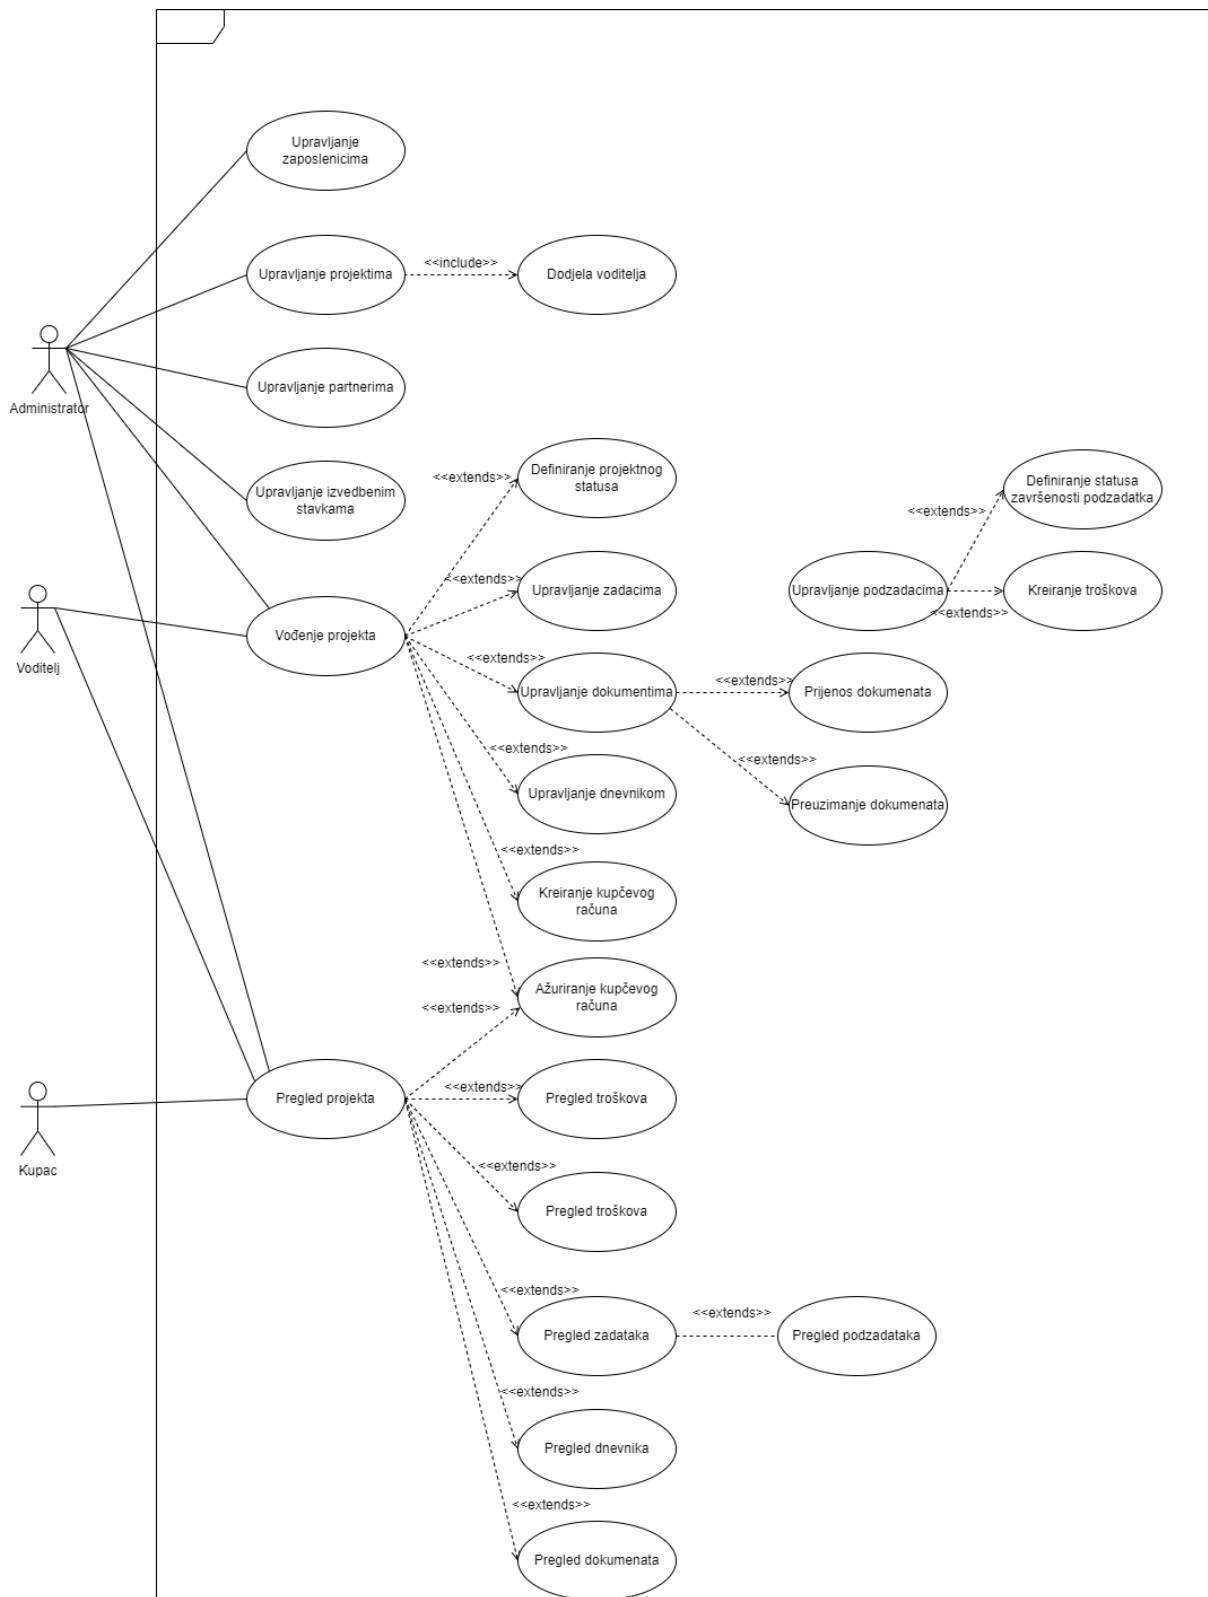 Upravljanje
zaposlenicima
Upravljanje projektima
<<include>>
Dodjela voditelja
Administrator
Upravljanje partnerima
Upravljanje izvedbenim
stavkama
<<extends>>
Definiranje projektnog
statusa
Definiranje statusa
završenosti podzadatka
<<extends>>
<<extends>>
Upravljanje zadacima
Upravljanje podzadacima
<<extends>>
Kreiranje troškova
Voditelj
Vođenje projekta
<<extends>>
Upravljanje dokumentima
<<extends>>
Prijenos dokumenata
<<extends>>
<<extends>>
Upravljanje dnevnikom
Preuzimanje dokumenata
<<extends>>
Kreiranje kupčevog
računa
<<extends>>
Ažuriranje kupčevog
računa
<<extends>>
Kupac
Pregled projekta
<<extends>>
Pregled troškova
<<extends>>
Pregled troškova
<<extends>>
Pregled zadataka
<<extends>>
Pregled podzadataka
<<extends>>
Pregled dnevnika
<<extends>>
Pregled dokumenata